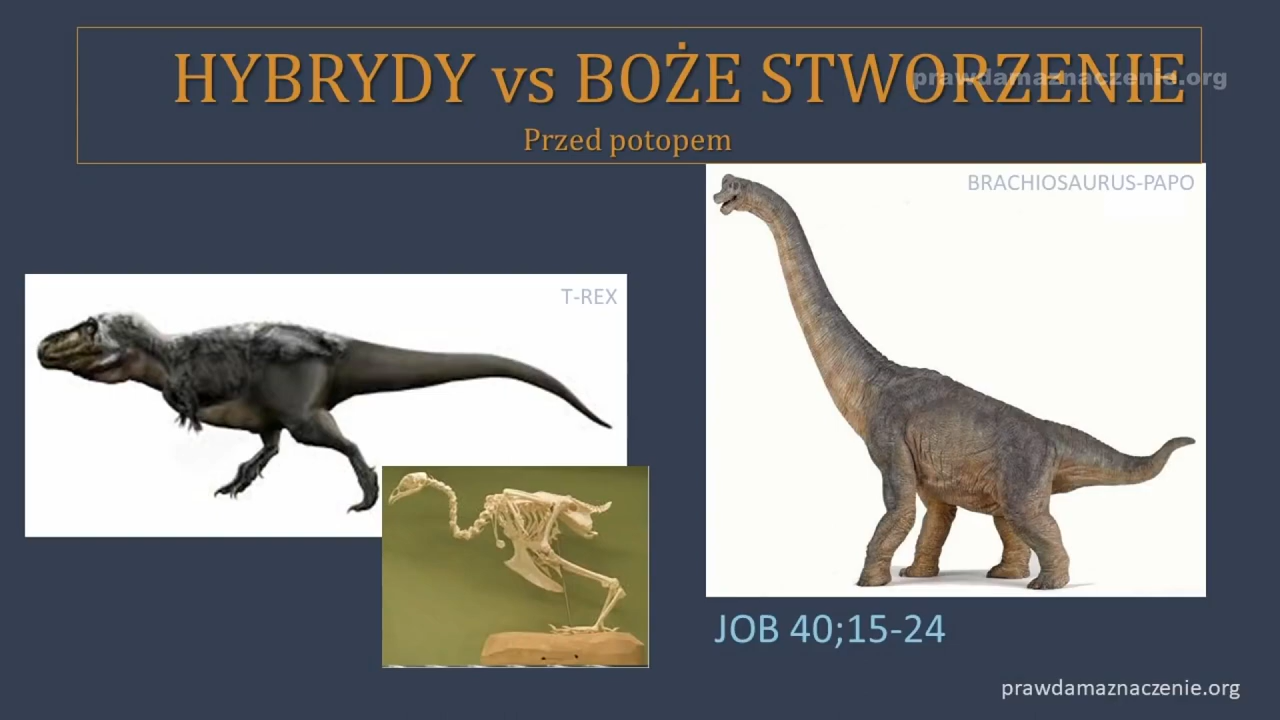 HYBRYDY vs BOŻE STWORZENIE
prawdamaznaczenie.org
Przed potopem
BRACHIOSAURUS-PAPO
T-REX
JOB 40;15-24
prawdamaznaczenie.org